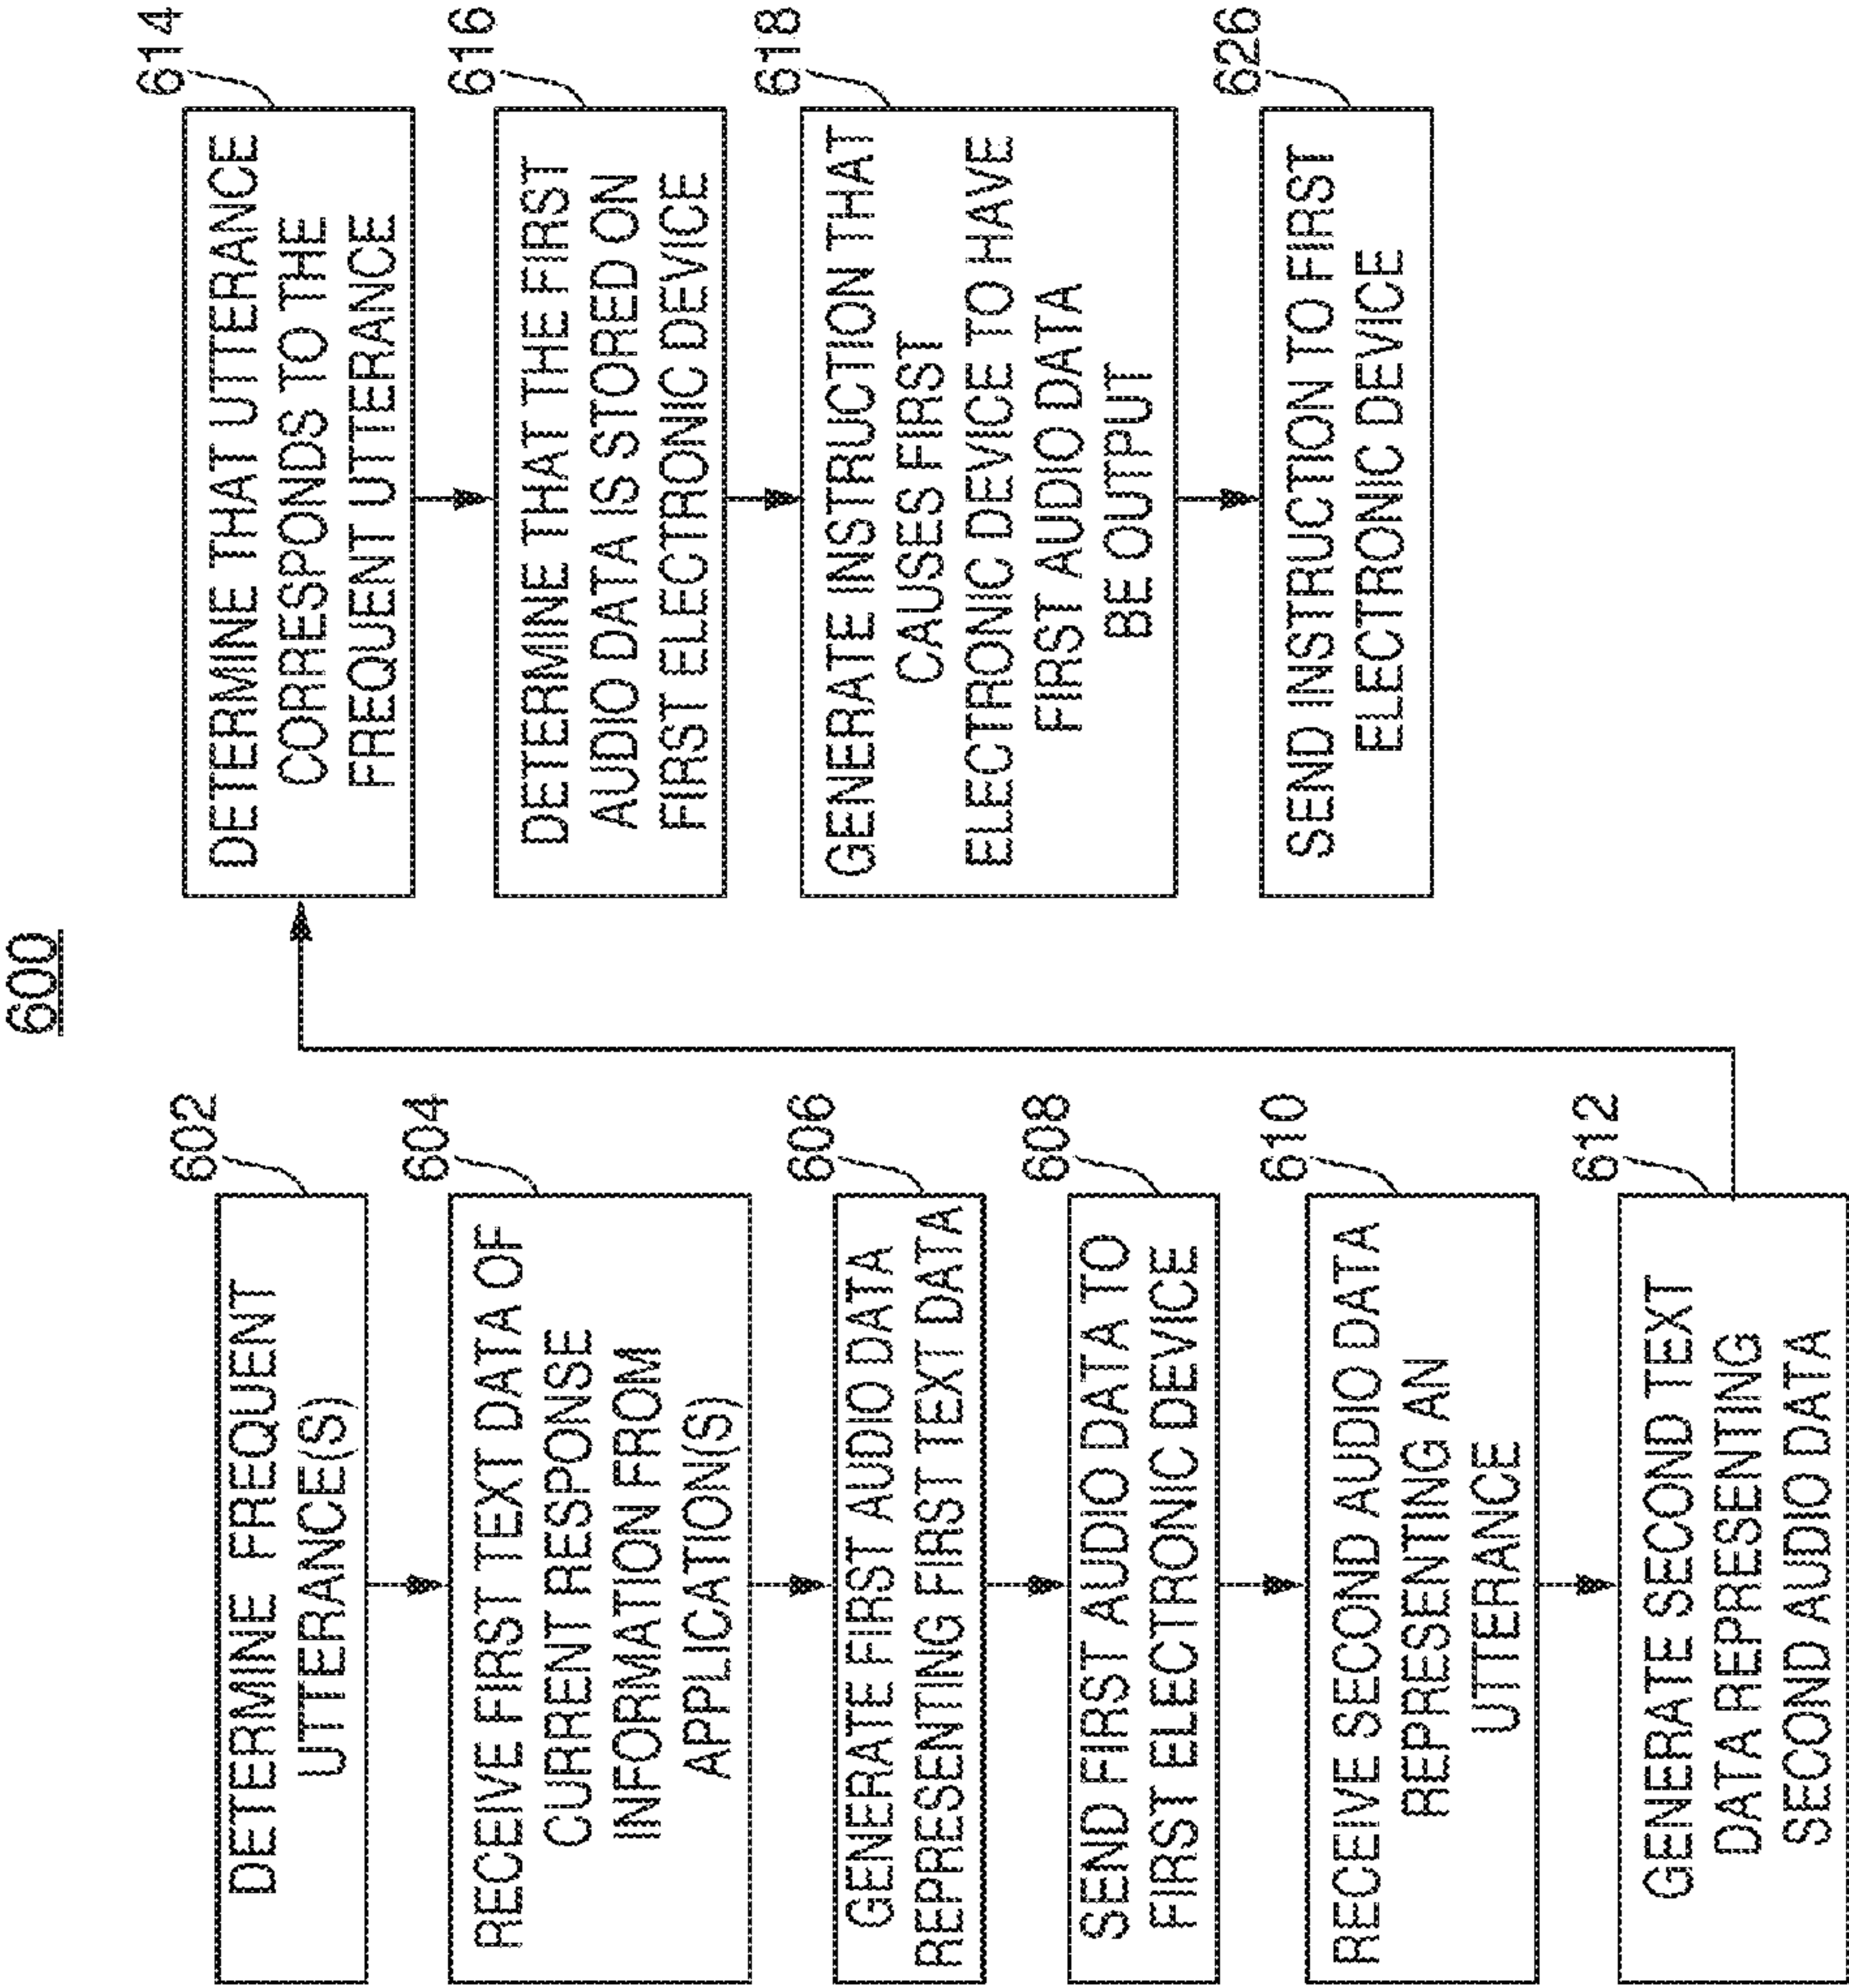 600
602
DETERMINE FREQUENT
UTTERANCE(S)
604
RECEIVE FIRST TEXT DATA OF
CURRENT RESPONSE
INFORMATION FROM
APPLICATION(S)
606
GENERATE FIRST AUDIO DATA
REPRESENTING FIRST TEXT DATA
608
SEND FIRST AUDIO DATA TO
FIRST ELECTRONIC DEVICE
610
RECEIVE SECOND AUDIO DATA
REPRESENTING AN
UTTERANCE
612
GENERATE SECOND TEXT
DATA REPRESENTING
SECOND AUDIO DATA
614
DETERMINE THAT UTTERANCE
CORRESPONDS TO THE
FREQUENT UTTERANCE
616
DETERMINE THAT THE FIRST
AUDIO DATA IS STORED ON
FIRST ELECTRONIC DEVICE
618
GENERATE INSTRUCTION THAT
CAUSES FIRST
ELECTRONIC DEVICE TO HAVE
FIRST AUDIO DATA
BE OUTPUT
626
SEND INSTRUCTION TO FIRST
ELECTRONIC DEVICE